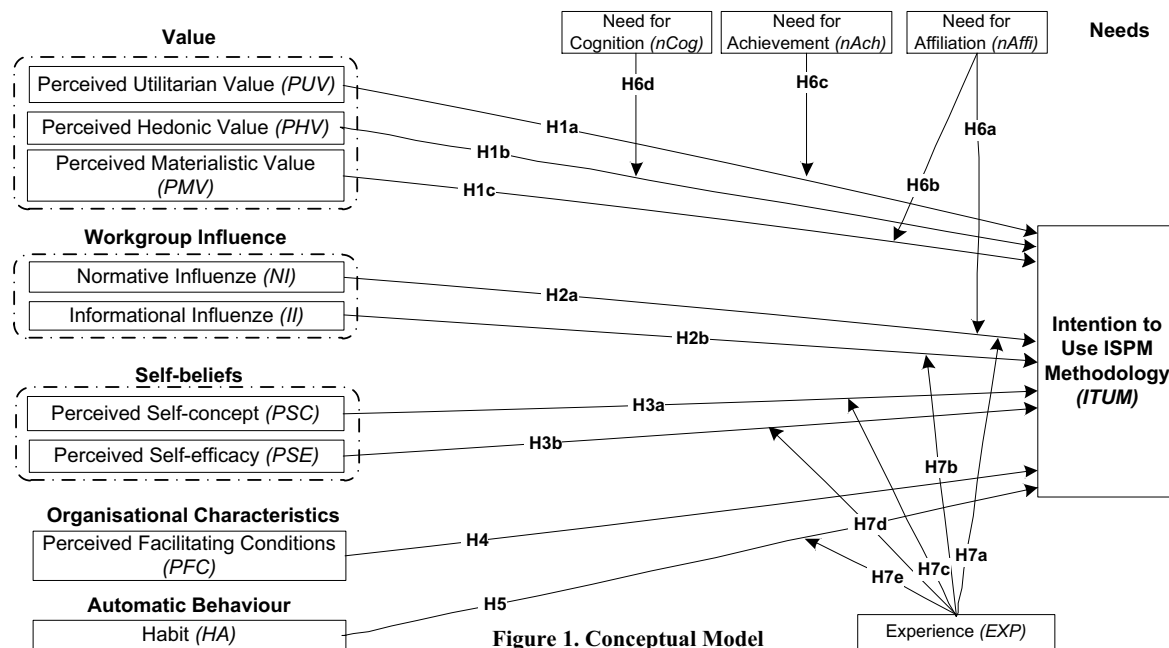 Value
Perceived Utilitarian Value (PUV)
Perceived Hedonic Value (PHV)
Perceived Materialistic Value
(PMV)
Workgroup Influence
Normative Influenze (NI)
Informational Influenze (II)
Self-beliefs
Perceived Self-concept (PSC)
Perceived Self-efficacy (PSE)
Organisational Characteristics
Perceived Facilitating Conditions
(PFC)
Automatic Behaviour
Habit (HA)
Need for
Cognition (nCog)
Need for
Achievement (nAch)
Need for
Affiliation (nAffi)
Needs
H6d
H6c
H6a
H6b
H1a
H1b
H1c
H2a
H2b
H3a
H3b
H4
H5
H7b
H7d
H7a
H7c
H7e
Intention to
Use ISPM
Methodology
(ITUM)
Experience (EXP)
Figure 1. Conceptual Model